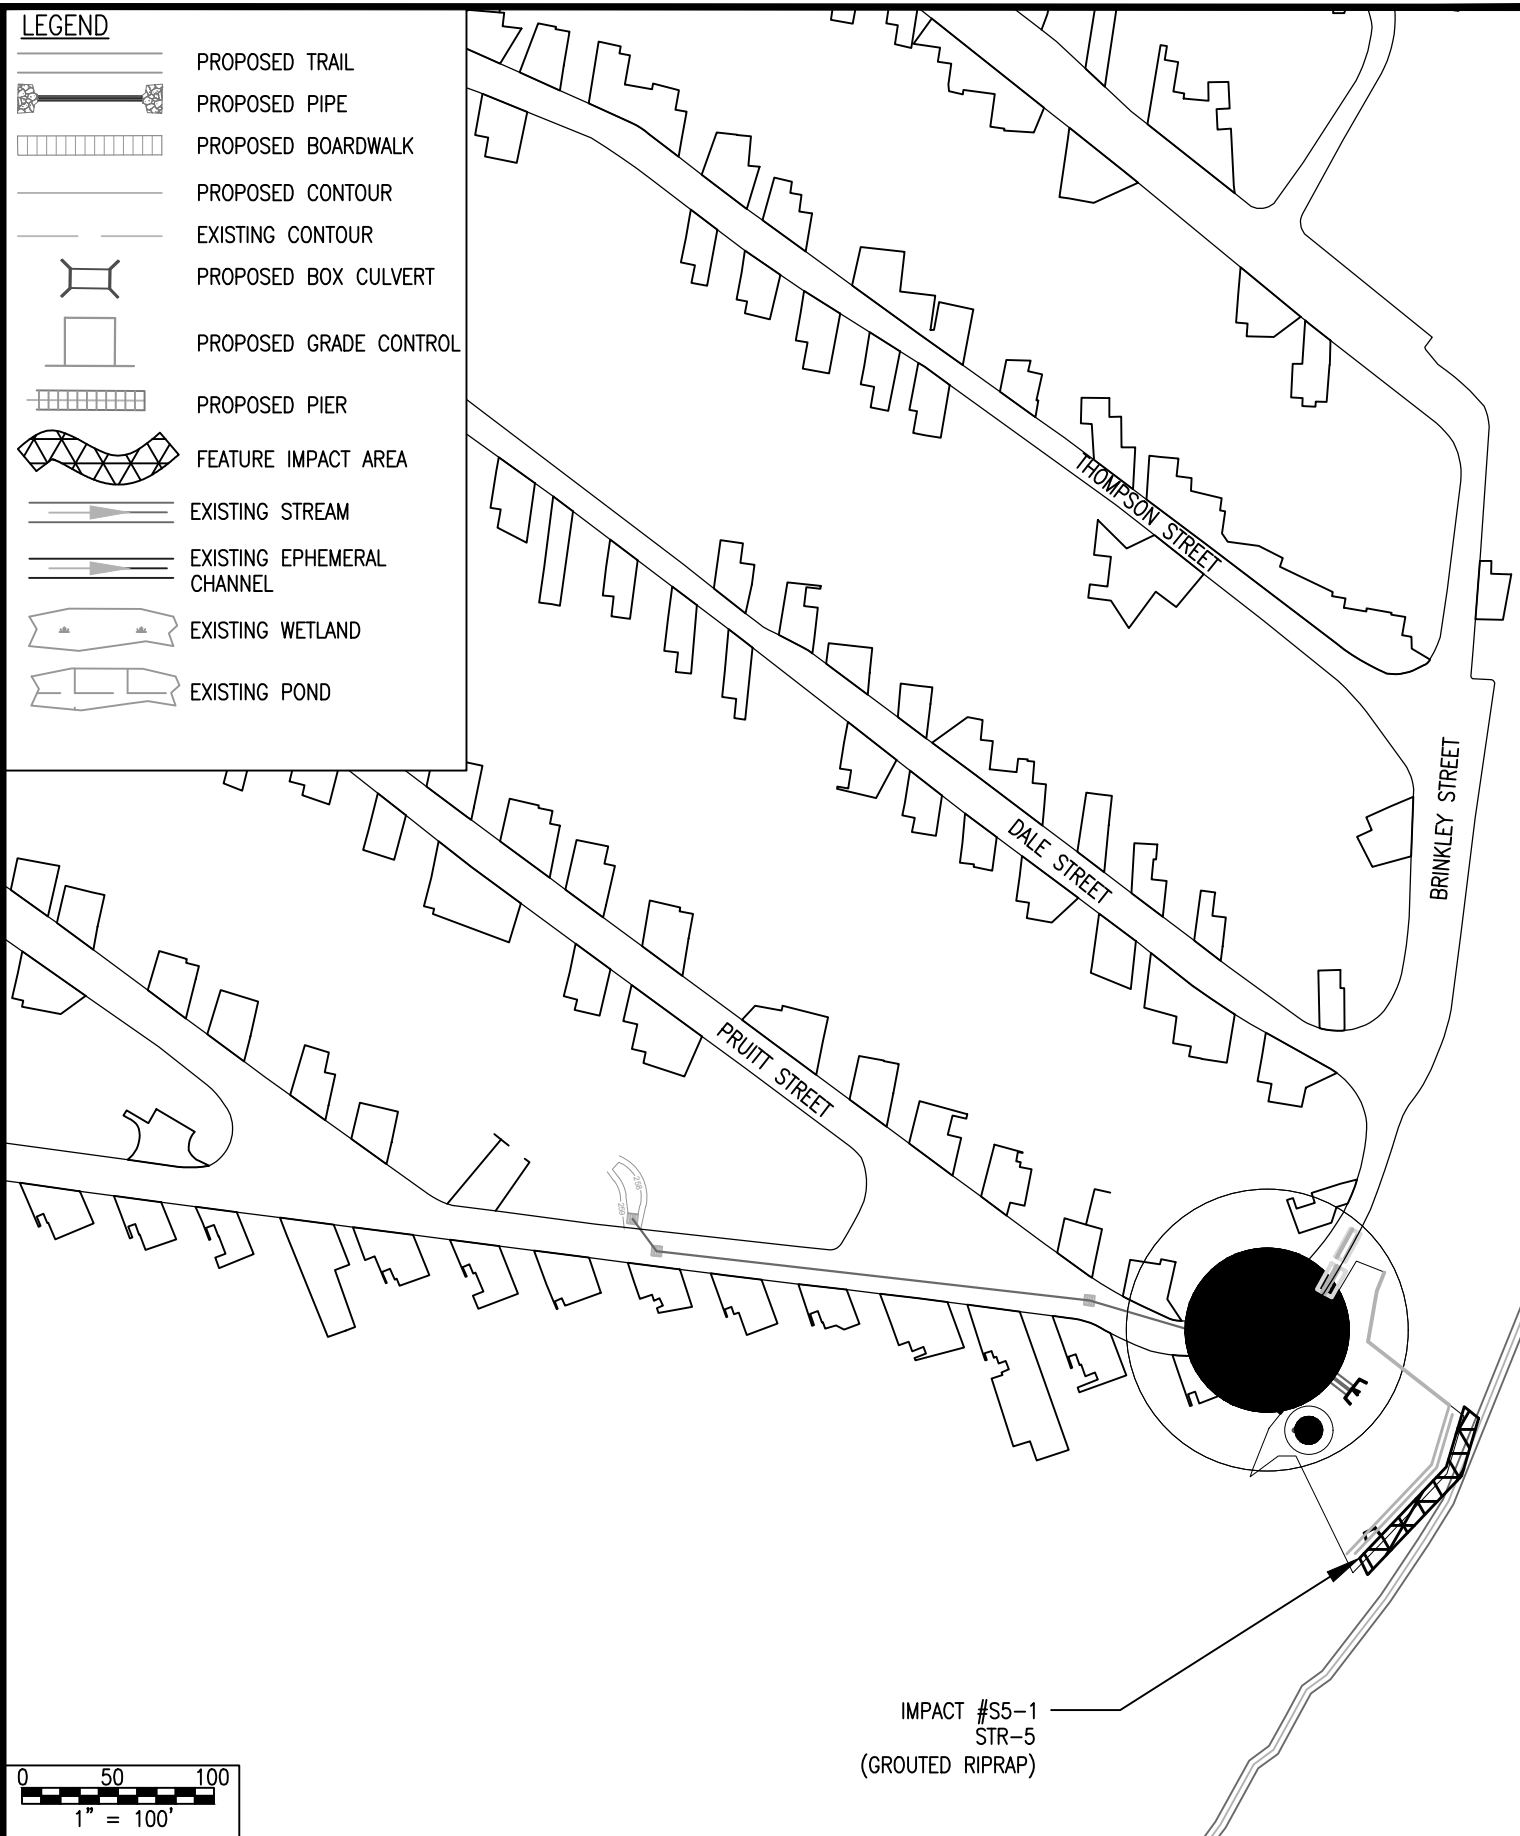 LEGEND
PROPOSED TRAIL
PROPOSED PIPE
PROPOSED BOARDWALK
PROPOSED CONTOUR
EXISTING CONTOUR
PROPOSED BOX CULVERT
PROPOSED GRADE CONTROL
PROPOSED PIER
FEATURE IMPACT AREA
EXISTING STREAM
EXISTING EPHEMERAL
CHANNEL
EXISTING WETLAND
EXISTING POND
THOMPSON STREET
BRINKLEY STREET
DALE STREET
PRUITT STREET
258
IMPACT #S5-1
STR-5
(GROUTED RIPRAP)
0 50 100
1" = 100'